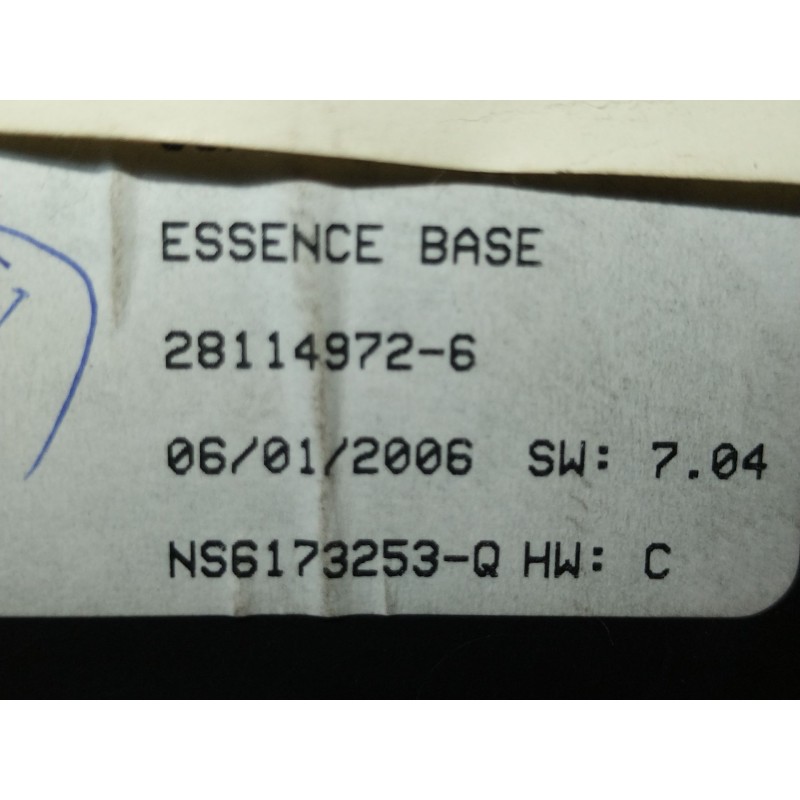 ESSENCE BASE
28114972-6
06/01/2006 SW: 7.04
NS6173253-Q HW: C